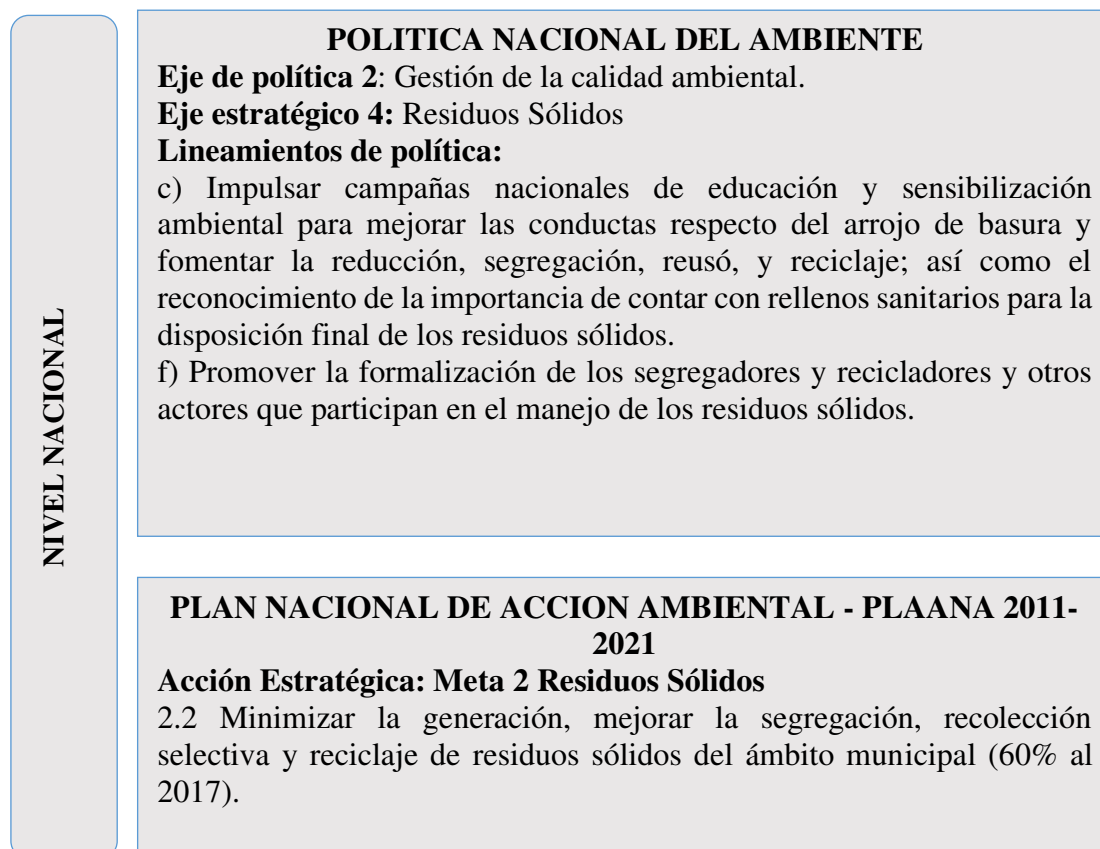 NIVEL NACIONAL
POLITICA NACIONAL DEL AMBIENTE
Eje de política 2: Gestión de la calidad ambiental.
Eje estratégico 4: Residuos Sólidos
Lineamientos de política:
c) Impulsar campañas nacionales de educación y sensibilización
ambiental para mejorar las conductas respecto del arrojo de basura y
fomentar la reducción, segregación, reusó, y reciclaje; así como el
reconocimiento de la importancia de contar con rellenos sanitarios para la
disposición final de los residuos sólidos.
f) Promover la formalización de los segregadores y recicladores y otros
actores que participan en el manejo de los residuos sólidos.
PLAN NACIONAL DE ACCION AMBIENTAL - PLAANA 2011-
2021
Acción Estratégica: Meta 2 Residuos Sólidos
2.2 Minimizar la generación, mejorar la segregación, recolección
selectiva y reciclaje de residuos sólidos del ámbito municipal (60% al
2017).